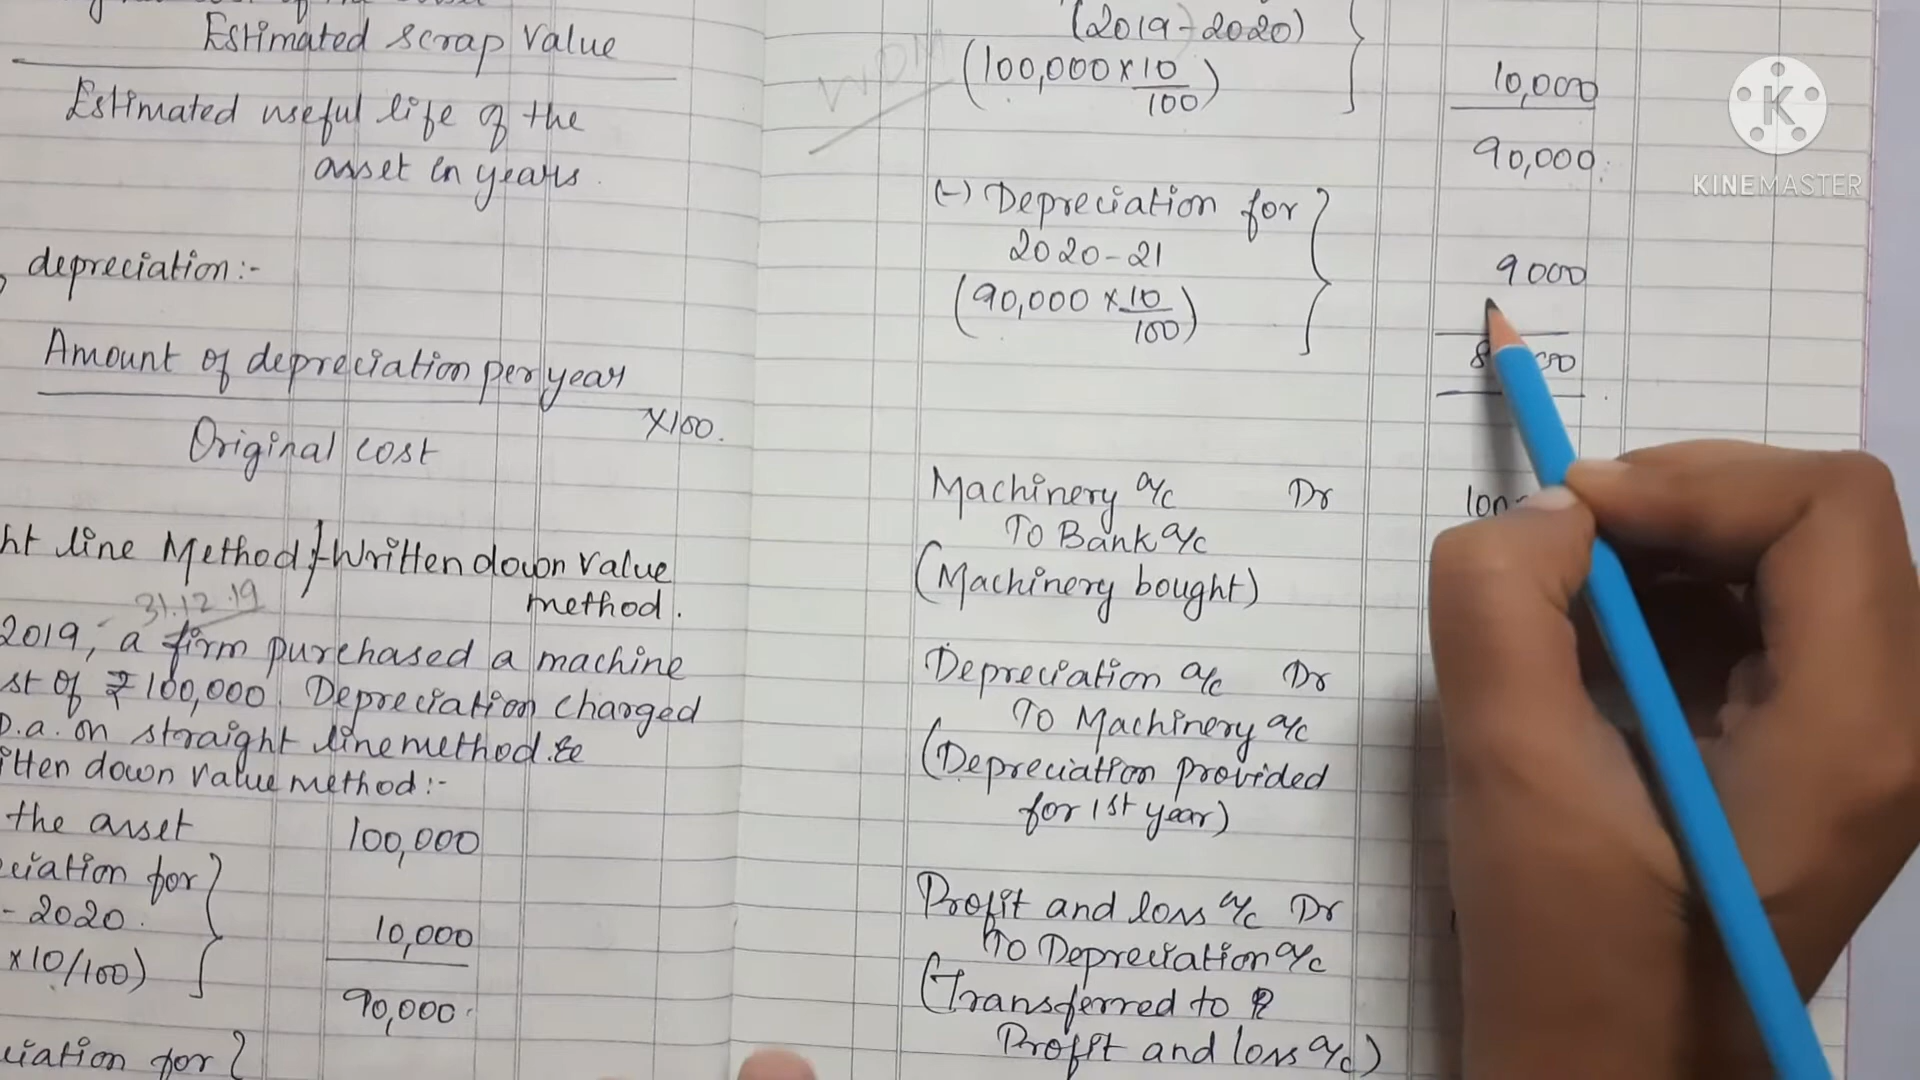 Estimated scrap value
Estimated useful life of the
asset in years.
depreciation:-
Amount of depreciation per year
×100.
Original cost
ht line Method / Written down value
method.
31.12.19
2019, a firm purchased a machine
st of ₹100,000. Depreciation charged
p.a. on straight line method &
itten down value method:-
the asset 100,000
ciation for
- 2020. 10,000
×10/100)
90,000.
ciation for
WDM
(2019-2020)
(100,000 × 10/100) 10,000
90,000.
(-) Depreciation for
2020-21 9000
(90,000 × 10/100)
Machinery a/c Dr
To Bank a/c
(Machinery bought)
Depreciation a/c Dr
To Machinery a/c
(Depreciation provided
for 1st year)
Profit and loss a/c Dr
To Depreciation a/c
(Transferred to
Profit and loss a/c)
K
KINEMASTER